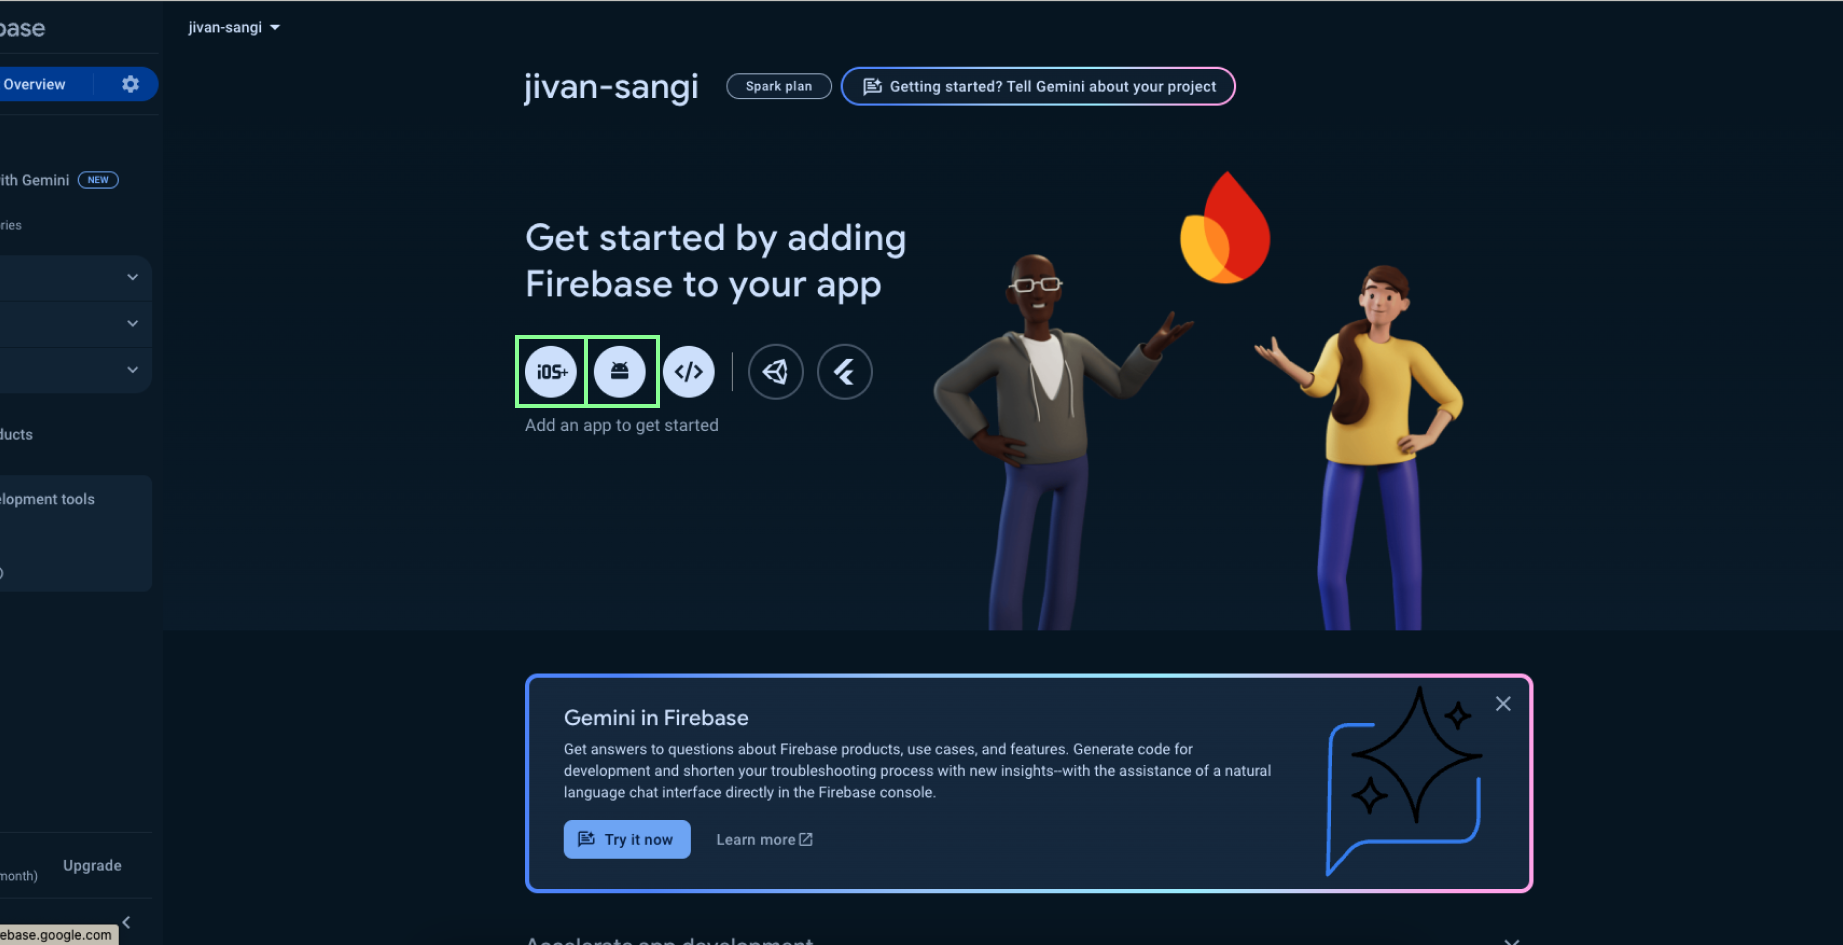 base
jivan-sangi
Overview
jivan-sangi
Spark plan
Getting started? Tell Gemini about your project
ith Gemini
NEW
ries
Get started by adding
Firebase to your app
iOS+
Add an app to get started
ducts
elopment tools
Gemini in Firebase
Get answers to questions about Firebase products, use cases, and features. Generate code for
development and shorten your troubleshooting process with new insights–with the assistance of a natural
language chat interface directly in the Firebase console.
Try it now
Learn more
Upgrade
month)
ebase.google.com
Accelerate app development